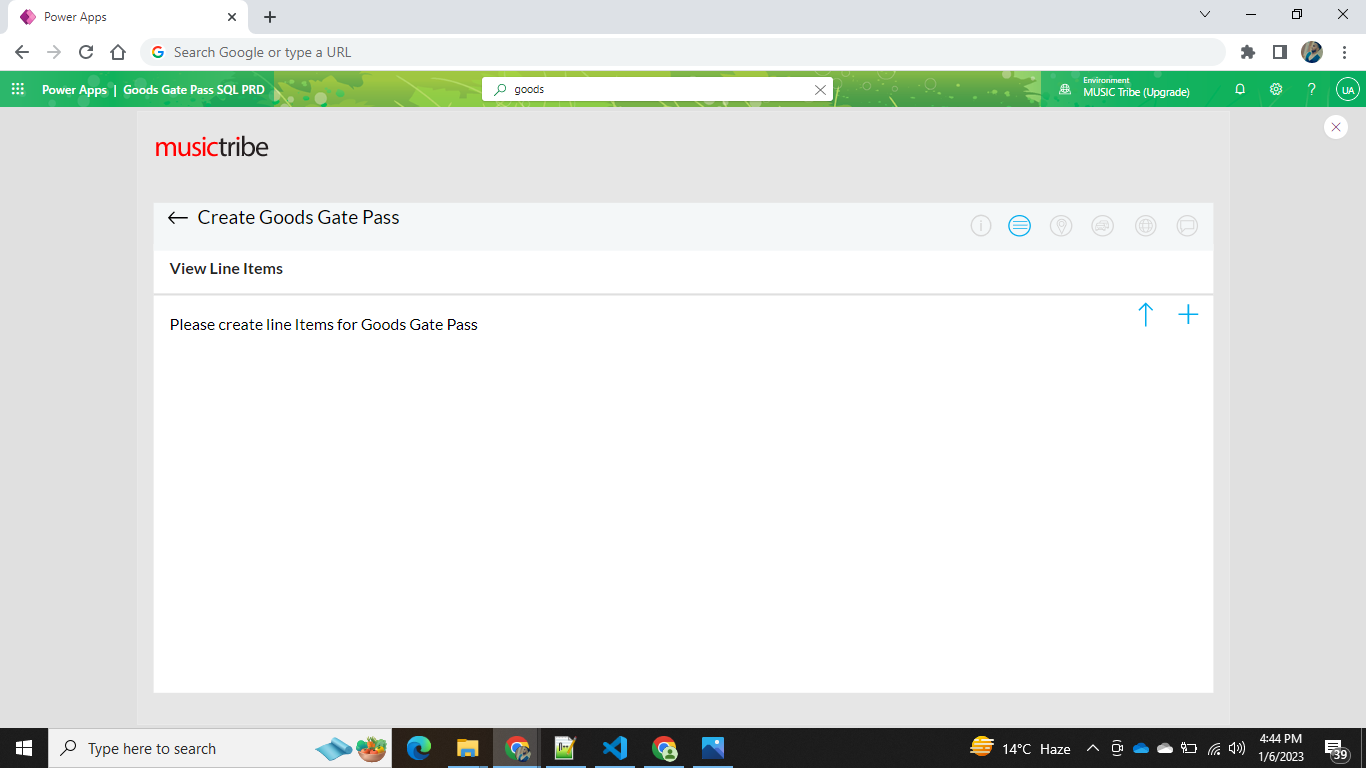 Power Apps
Search Google or type a URL
Power Apps | Goods Gate Pass SQL PRD
goods
Environment
MUSIC Tribe (Upgrade)
UA
musictribe
Create Goods Gate Pass
View Line Items
Please create line Items for Goods Gate Pass
Type here to search
14°C Haze
4:44 PM
1/6/2023
39